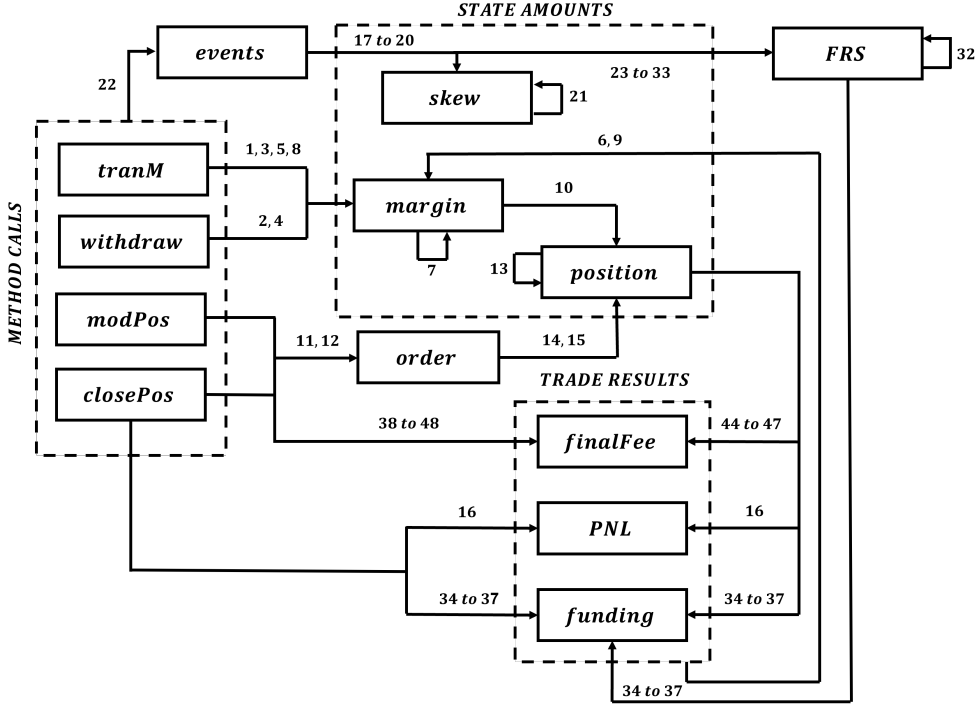 STATE AMOUNTS
events
17 to 20
FRS
32
22
23 to 33
skew
21
METHOD CALLS
tranM
1, 3, 5, 8
6, 9
margin
10
withdraw
2, 4
7
13
position
modPos
11, 12
order
14, 15
closePos
TRADE RESULTS
38 to 48
finalFee
44 to 47
16
PNL
16
34 to 37
funding
34 to 37
34 to 37